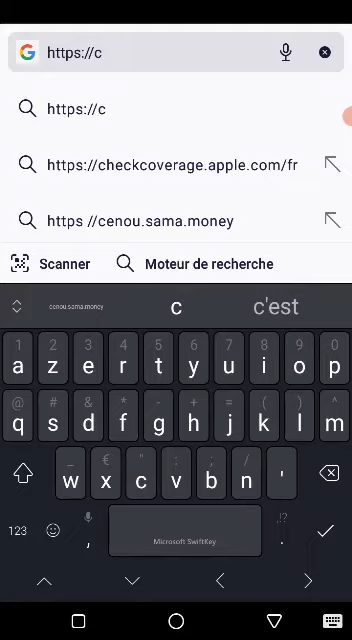 https://c
https://c
https://checkcoverage.apple.com/fr
https //cenou.sama.money
Scanner Moteur de recherche
cenou.sama.money c c'est
1 2 3 4 5 6 7 8 9 0
a z e r t y u i o p
@ # & * - + = ( ) ^
q s d f g h j k l m
_ € " : ; /
w x c v b n '
123 , Microsoft SwiftKey ,!? .